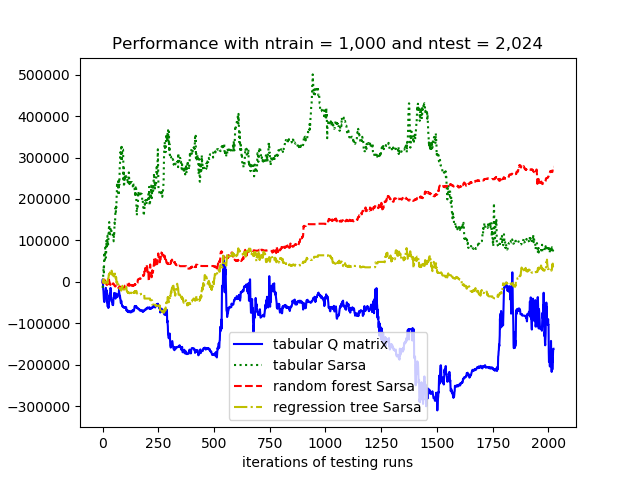 Performance with ntrain = 1,000 and ntest = 2,024
500000
400000
300000
200000
100000
0
−100000
−200000
−300000
tabular Q matrix
tabular Sarsa
random forest Sarsa
regression tree Sarsa
0 250 500 750 1000 1250 1500 1750 2000
iterations of testing runs